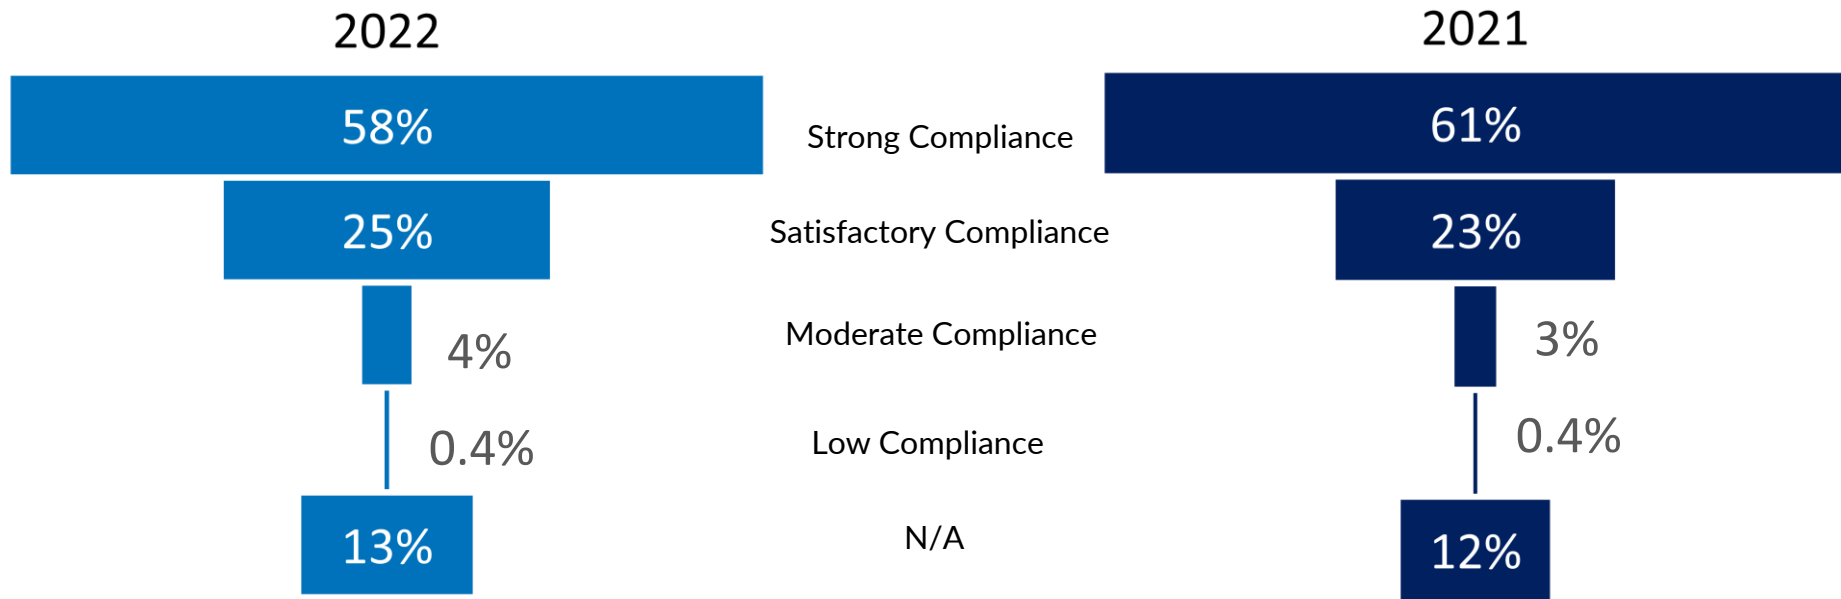 2022
2021
58%
Strong Compliance
61%
25%
Satisfactory Compliance
23%
4%
Moderate Compliance
3%
0.4%
Low Compliance
0.4%
13%
N/A
12%